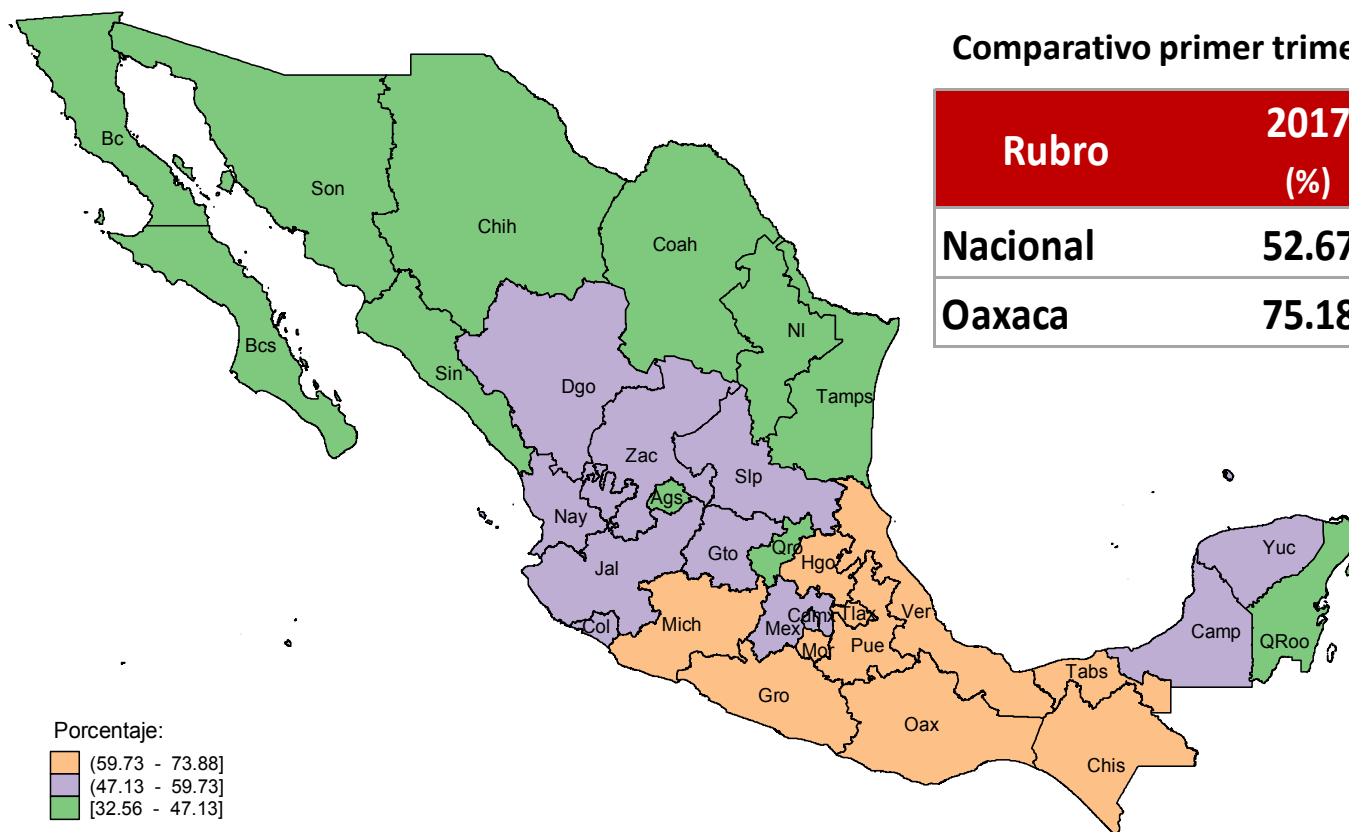 Comparativo primer trime
Rubro
2017
(%)
Nacional 52.67
Oaxaca 75.18
Bc
Son
Chih
Coah
Bcs
Sin
Nl
Dgo
Tamps
Zac
Slp
Ags
Nay
Gto
Qro
Jal
Hgo
Yuc
Col
Mich
Mex
Cdmx
Tlax
Ver
Mor
Pue
Camp
QRoo
Tabs
Gro
Oax
Chis
Porcentaje:
(59.73 - 73.88]
(47.13 - 59.73]
[32.56 - 47.13]